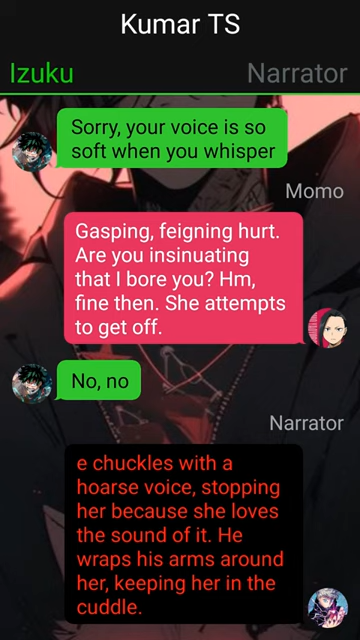 Kumar TS
Izuku
Narrator
Sorry, your voice is so
soft when you whisper
Momo
Gasping, feigning hurt.
Are you insinuating
that I bore you? Hm,
fine then. She attempts
to get off.
No, no
Narrator
e chuckles with a
hoarse voice, stopping
her because she loves
the sound of it. He
wraps his arms around
her, keeping her in the
cuddle.